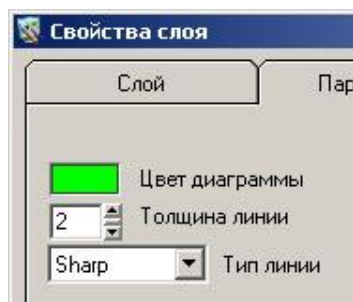 Свойства слоя
Слой
Пар
Цвет диаграммы
2 Толщина линии
Sharp Тип линии